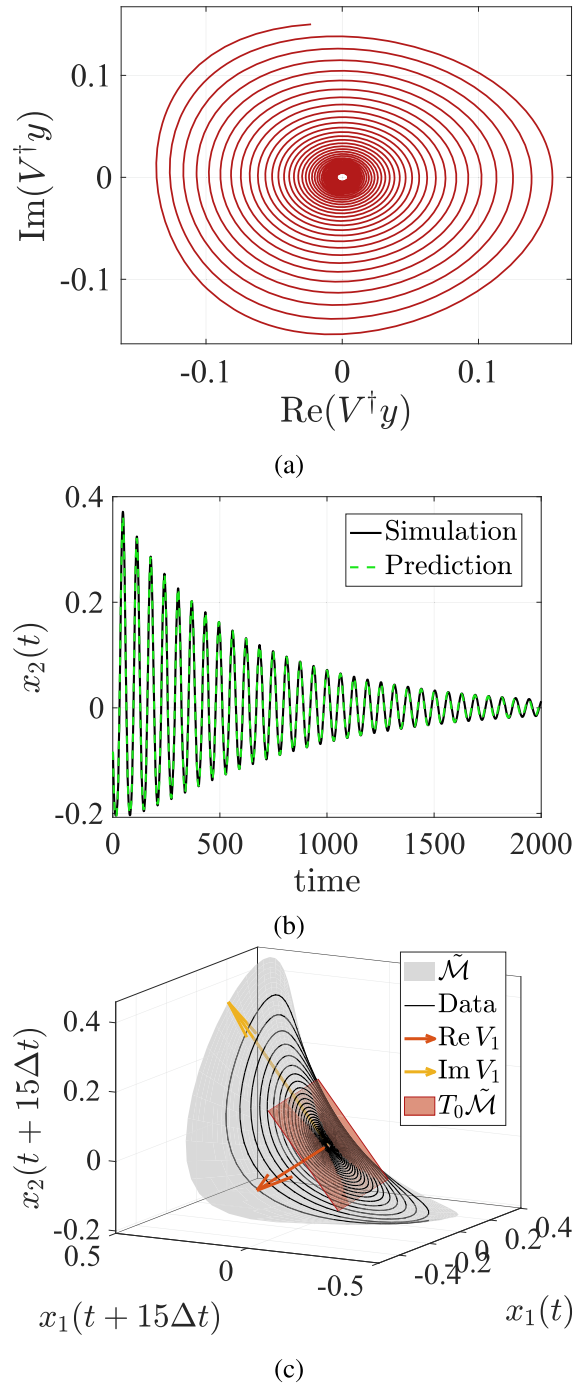 0.1
0
-0.1
Im(V†y)
-0.1 0 0.1
Re(V†y)
(a)
0.4
0.2
0
-0.2
x₂(t)
Simulation
Prediction
0 500 1000 1500 2000
time
(b)
M̃
Data
Re V₁
Im V₁
T₀M̃
0.4
0.2
0
-0.2
x₂(t + 15Δt)
0.5 0 -0.5
x₁(t + 15Δt)
-0.4 -0.2 0 0.2 0.4
x₁(t)
(c)